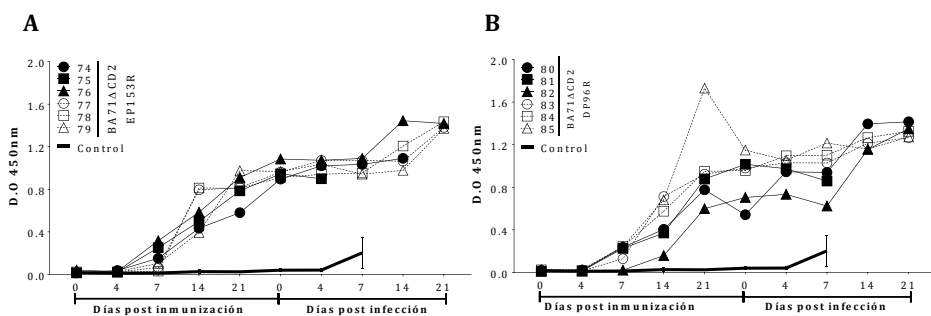 A
D.O 450nm
2.0
1.6
1.2
0.8
0.4
0.0
74
75
76
77
78
79
BA71ΔCD2
EP153R
Control
0 4 7 14 21 0 4 7 14 21
Días post inmunización Días post infección
B
D.O 450nm
2.0
1.6
1.2
0.8
0.4
0.0
80
81
82
83
84
85
BA71ΔCD2
DP96R
Control
0 4 7 14 21 0 4 7 14 21
Días post inmunización Días post infección